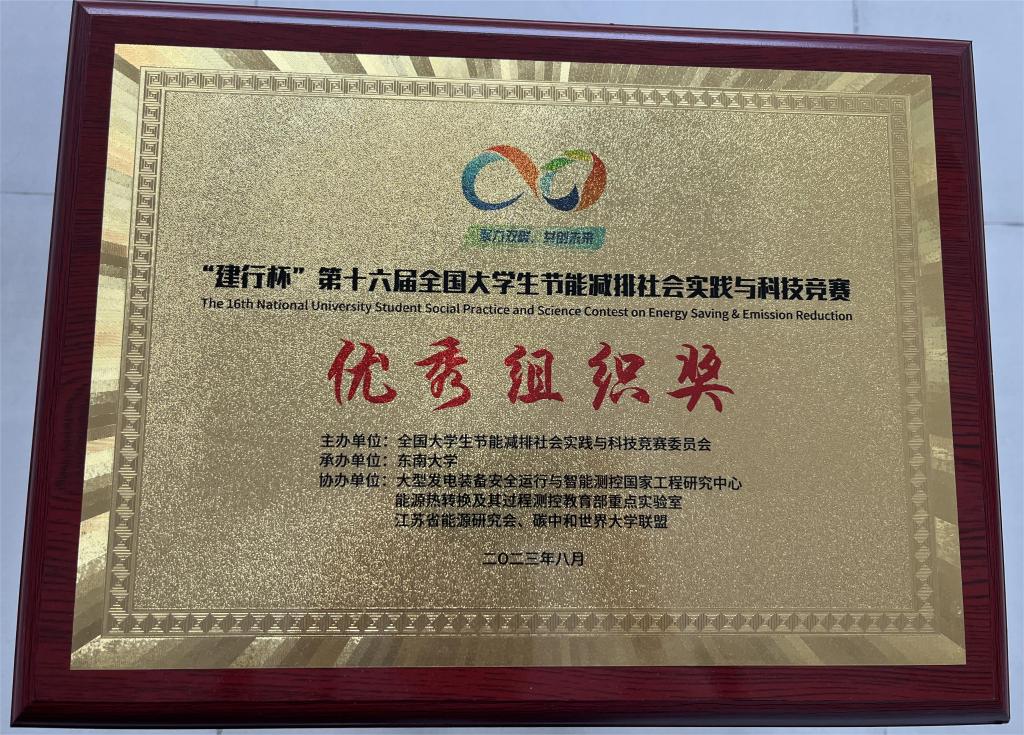 聚力双碳，共创未来
“建行杯”第十六届全国大学生节能减排社会实践与科技竞赛
The 16th National University Student Social Practice and Science Contest on Energy Saving & Emission Reduction
优秀组织奖
主办单位：全国大学生节能减排社会实践与科技竞赛委员会
承办单位：东南大学
协办单位：大型发电装备安全运行与智能测控国家工程研究中心
能源热转换及其过程测控教育部重点实验室
江苏省能源研究会、碳中和世界大学联盟
二〇二三年八月